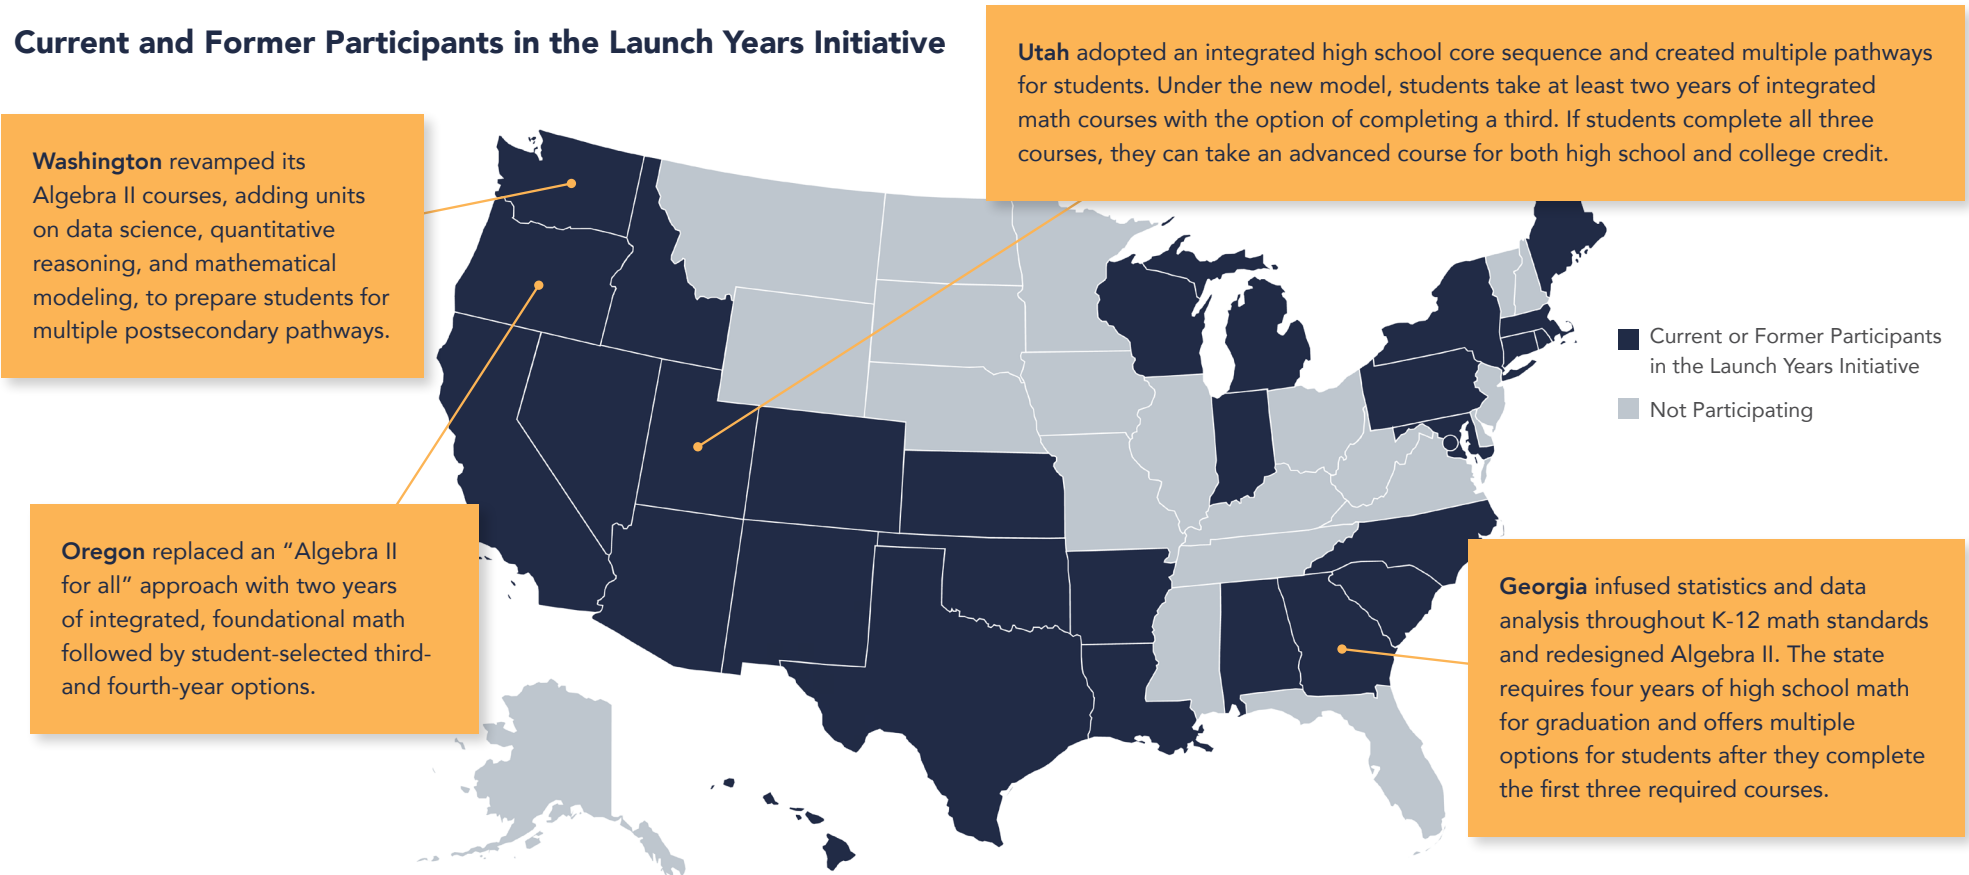 Current and Former Participants in the Launch Years Initiative
Utah adopted an integrated high school core sequence and created multiple pathways
for students. Under the new model, students take at least two years of integrated
math courses with the option of completing a third. If students complete all three
courses, they can take an advanced course for both high school and college credit.
Washington revamped its
Algebra II courses, adding units
on data science, quantitative
reasoning, and mathematical
modeling, to prepare students for
multiple postsecondary pathways.
Current or Former Participants
in the Launch Years Initiative
Not Participating
Oregon replaced an “Algebra II
for all” approach with two years
of integrated, foundational math
followed by student-selected third-
and fourth-year options.
Georgia infused statistics and data
analysis throughout K-12 math standards
and redesigned Algebra II. The state
requires four years of high school math
for graduation and offers multiple
options for students after they complete
the first three required courses.